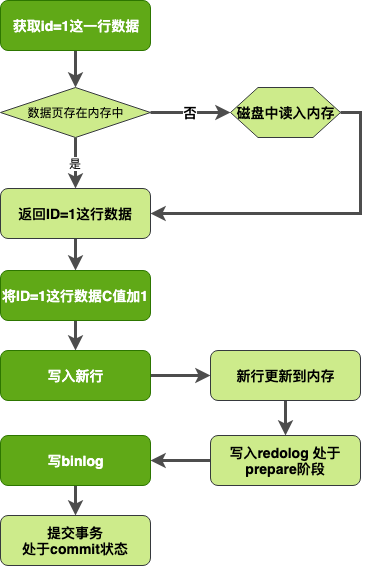 获取id=1这一行数据
数据页存在内存中
否
磁盘中读入内存
是
返回ID=1这行数据
将ID=1这行数据C值加1
写入新行
新行更新到内存
写入redolog 处于
prepare阶段
写binlog
提交事务
处于commit状态